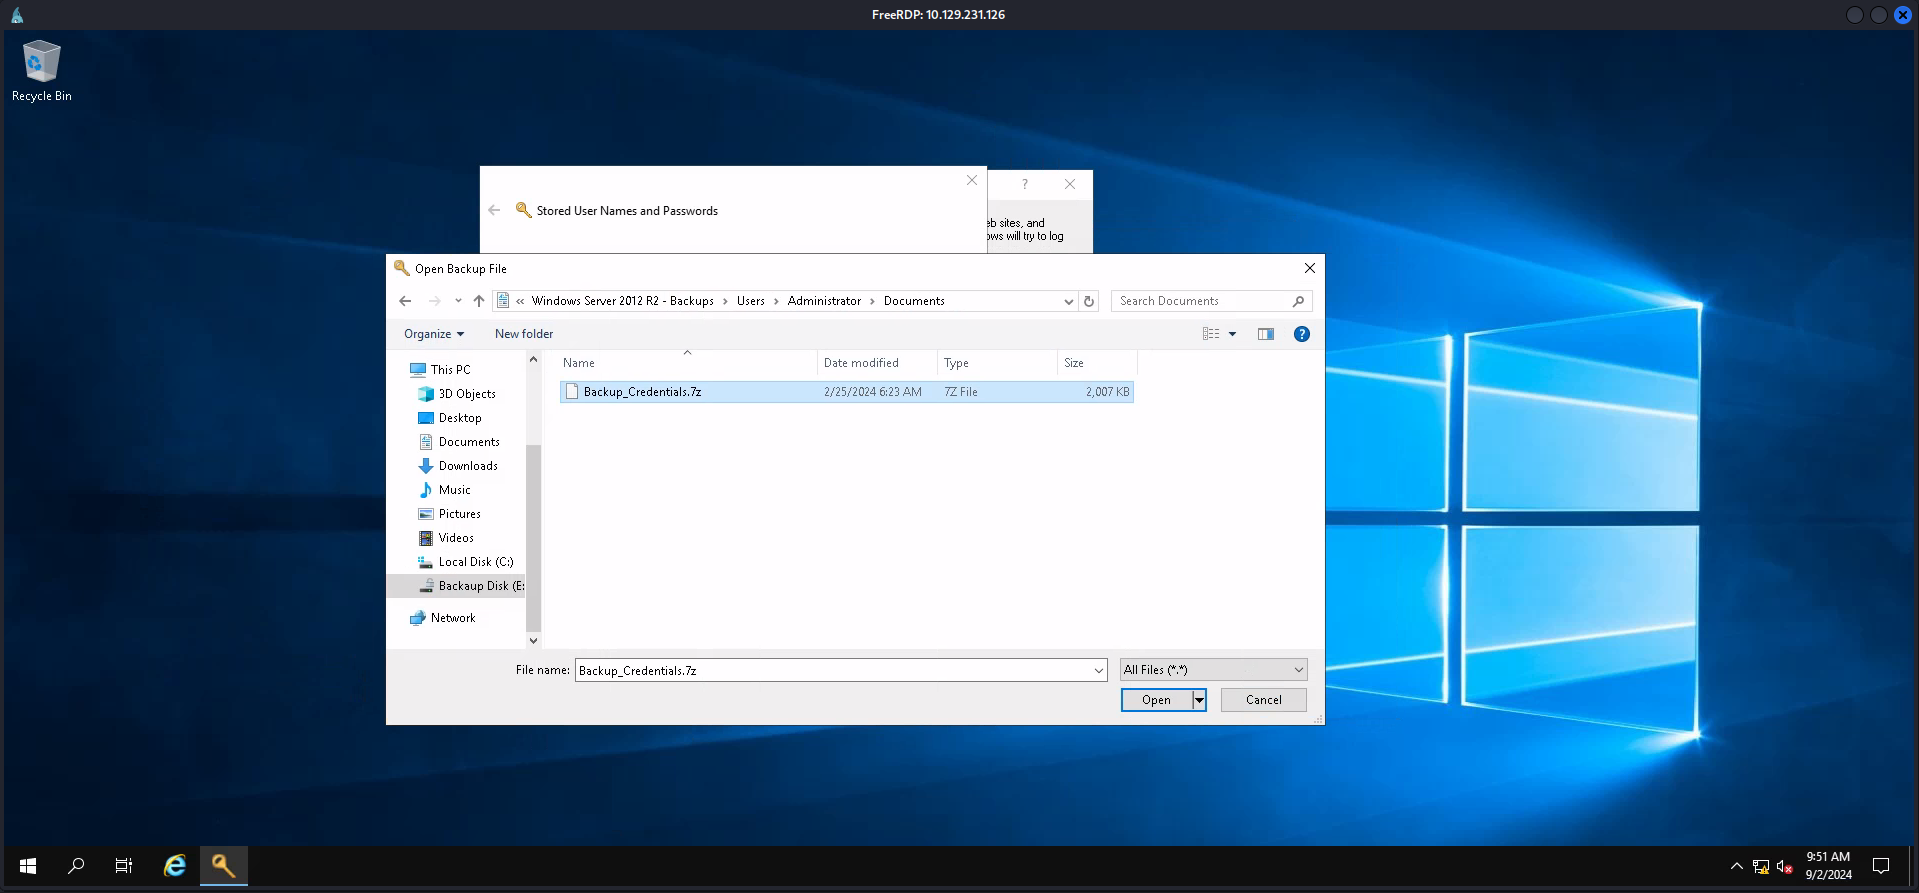 FreeRDP: 10.129.231.126
Recycle Bin
Stored User Names and Passwords
?
eb sites, and
ows will try to log
Open Backup File
« Windows Server 2012 R2 - Backups > Users > Administrator > Documents
Search Documents
Organize
New folder
?
This PC
3D Objects
Desktop
Documents
Downloads
Music
Pictures
Videos
Local Disk (C:)
Backaup Disk (E:
Network
Name Date modified Type Size
Backup_Credentials.7z 2/25/2024 6:23 AM 7Z File 2,007 KB
File name: Backup_Credentials.7z
All Files (*.*)
Open
Cancel
9:51 AM
9/2/2024